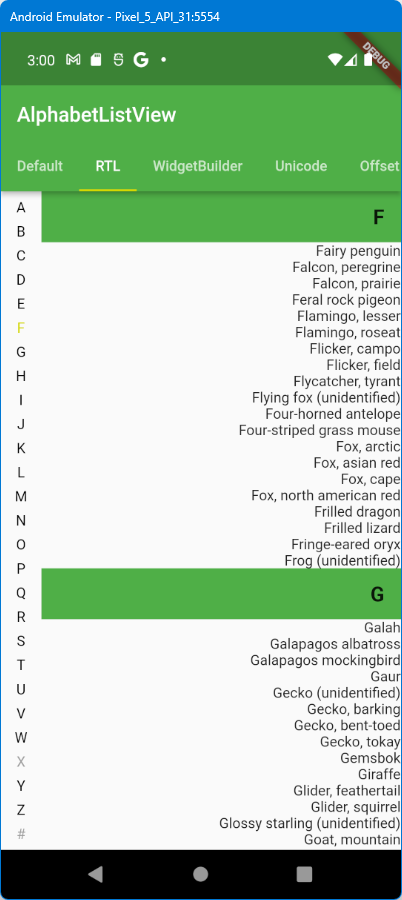 Android Emulator - Pixel_5_API_31:5554
3:00
DEBUG
AlphabetListView
Default RTL WidgetBuilder Unicode Offset
A
B
C
D
E
F
G
H
I
J
K
L
M
N
O
P
Q
R
S
T
U
V
W
X
Y
Z
#
F
Fairy penguin
Falcon, peregrine
Falcon, prairie
Feral rock pigeon
Flamingo, lesser
Flamingo, roseat
Flicker, campo
Flicker, field
Flycatcher, tyrant
Flying fox (unidentified)
Four-horned antelope
Four-striped grass mouse
Fox, arctic
Fox, asian red
Fox, cape
Fox, north american red
Frilled dragon
Frilled lizard
Fringe-eared oryx
Frog (unidentified)
G
Galah
Galapagos albatross
Galapagos mockingbird
Gaur
Gecko (unidentified)
Gecko, barking
Gecko, bent-toed
Gecko, tokay
Gemsbok
Giraffe
Glider, feathertail
Glider, squirrel
Glossy starling (unidentified)
Goat, mountain